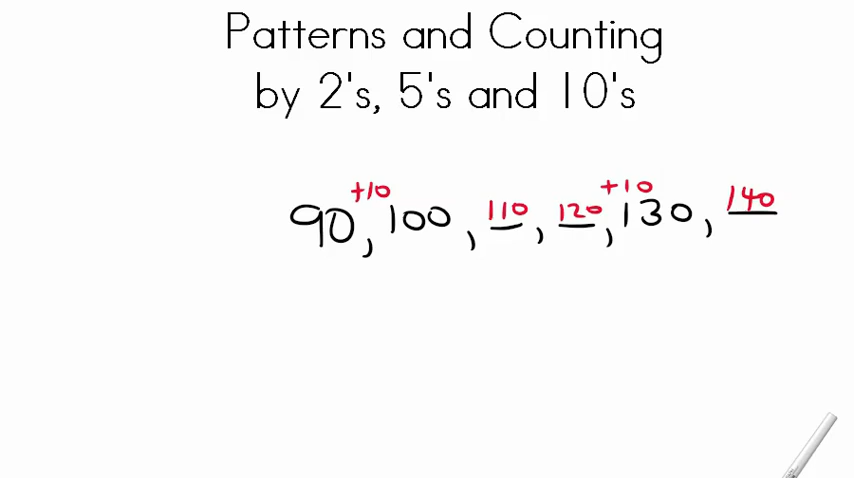 Patterns and Counting
by 2's, 5's and 10's
+10 +10
90, 100, 110, 120, 130, 140